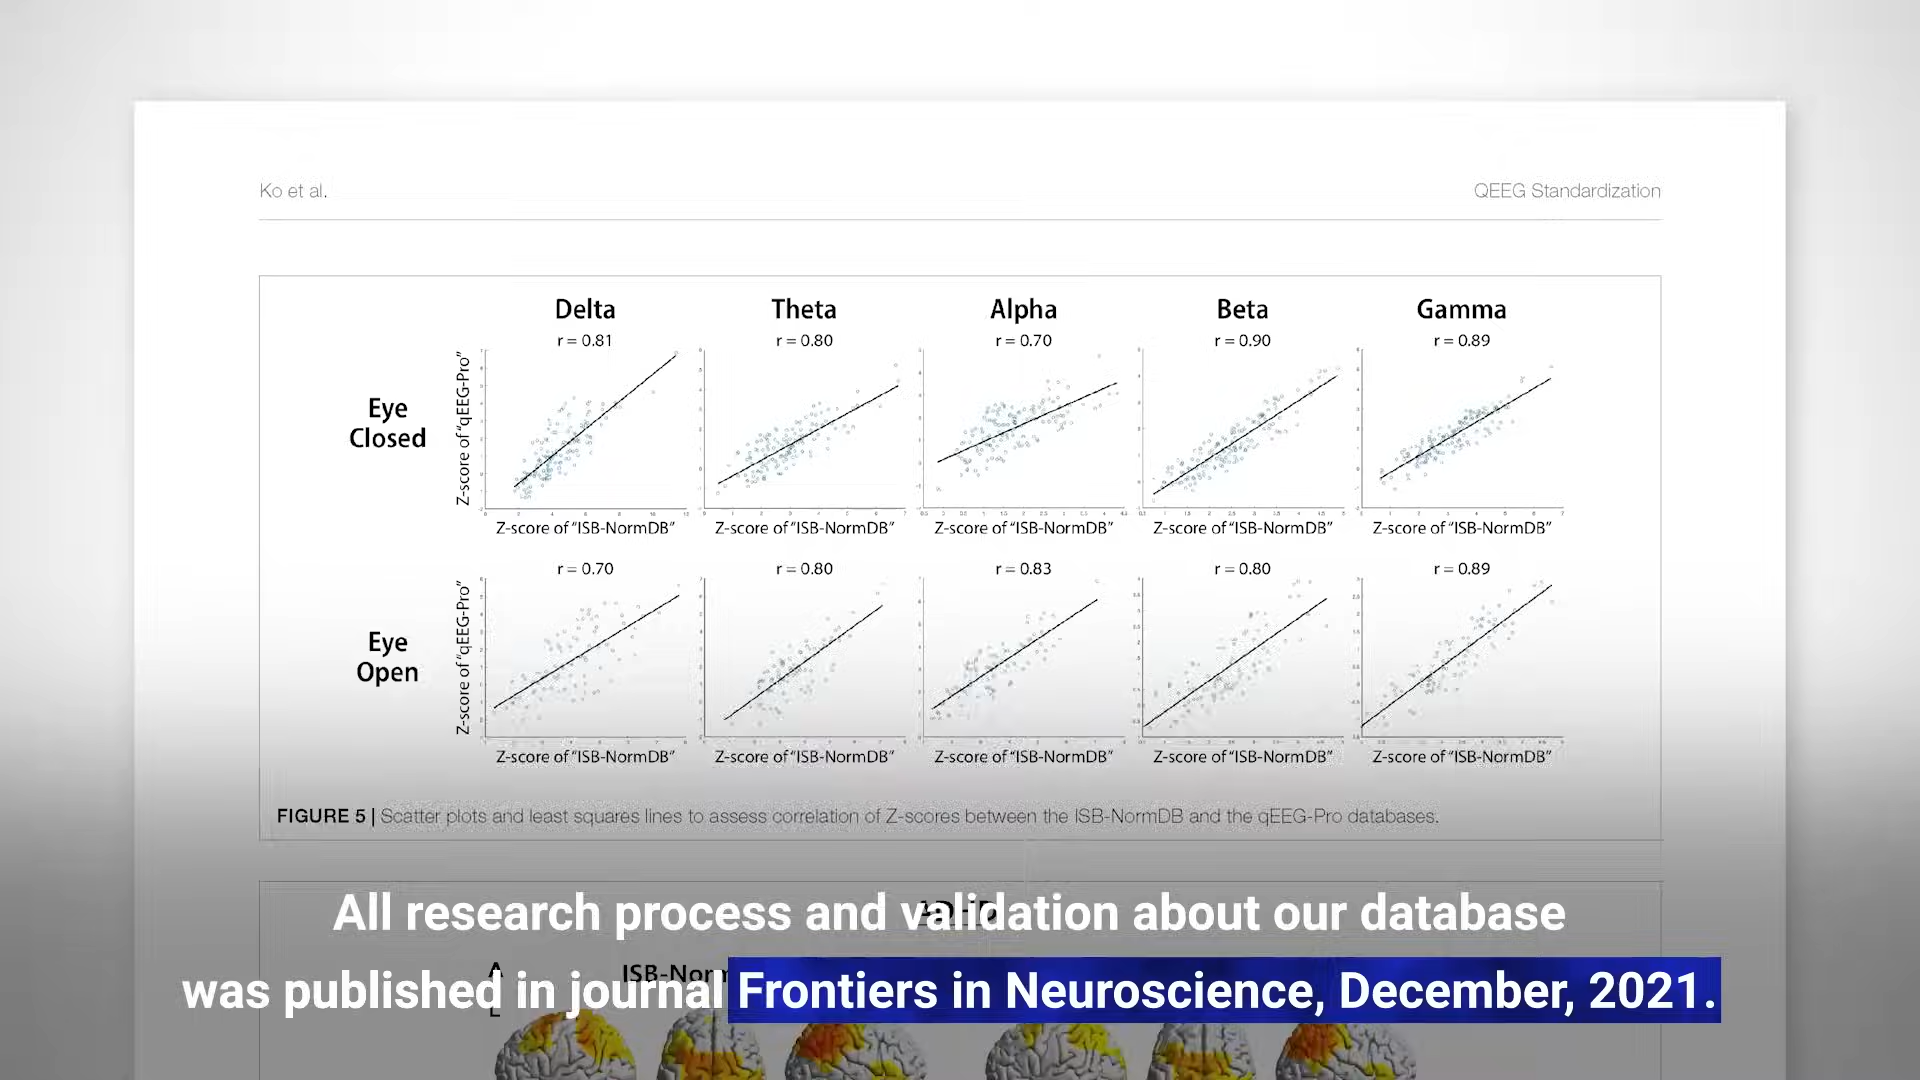 Ko et al.
QEEG Standardization
Delta Theta Alpha Beta Gamma
r = 0.81 r = 0.80 r = 0.70 r = 0.90 r = 0.89
Eye
Closed
Z-score of "qEEG-Pro"
Z-score of "ISB-NormDB" Z-score of "ISB-NormDB" Z-score of "ISB-NormDB" Z-score of "ISB-NormDB" Z-score of "ISB-NormDB"
r = 0.70 r = 0.80 r = 0.83 r = 0.80 r = 0.89
Eye
Open
Z-score of "qEEG-Pro"
Z-score of "ISB-NormDB" Z-score of "ISB-NormDB" Z-score of "ISB-NormDB" Z-score of "ISB-NormDB" Z-score of "ISB-NormDB"
FIGURE 5 | Scatter plots and least squares lines to assess correlation of Z-scores between the ISB-NormDB and the qEEG-Pro databases.
All research process and validation about our database
A
was published in journal Frontiers in Neuroscience, December, 2021.